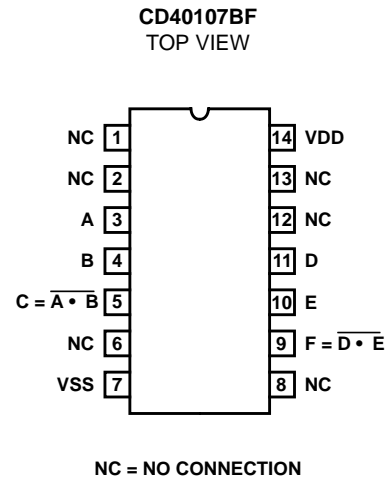 CD40107BF
TOP VIEW
NC 1 14 VDD
NC 2 13 NC
A 3 12 NC
B 4 11 D
C = A • B 5 10 E
NC 6 9 F = D • E
VSS 7 8 NC
NC = NO CONNECTION